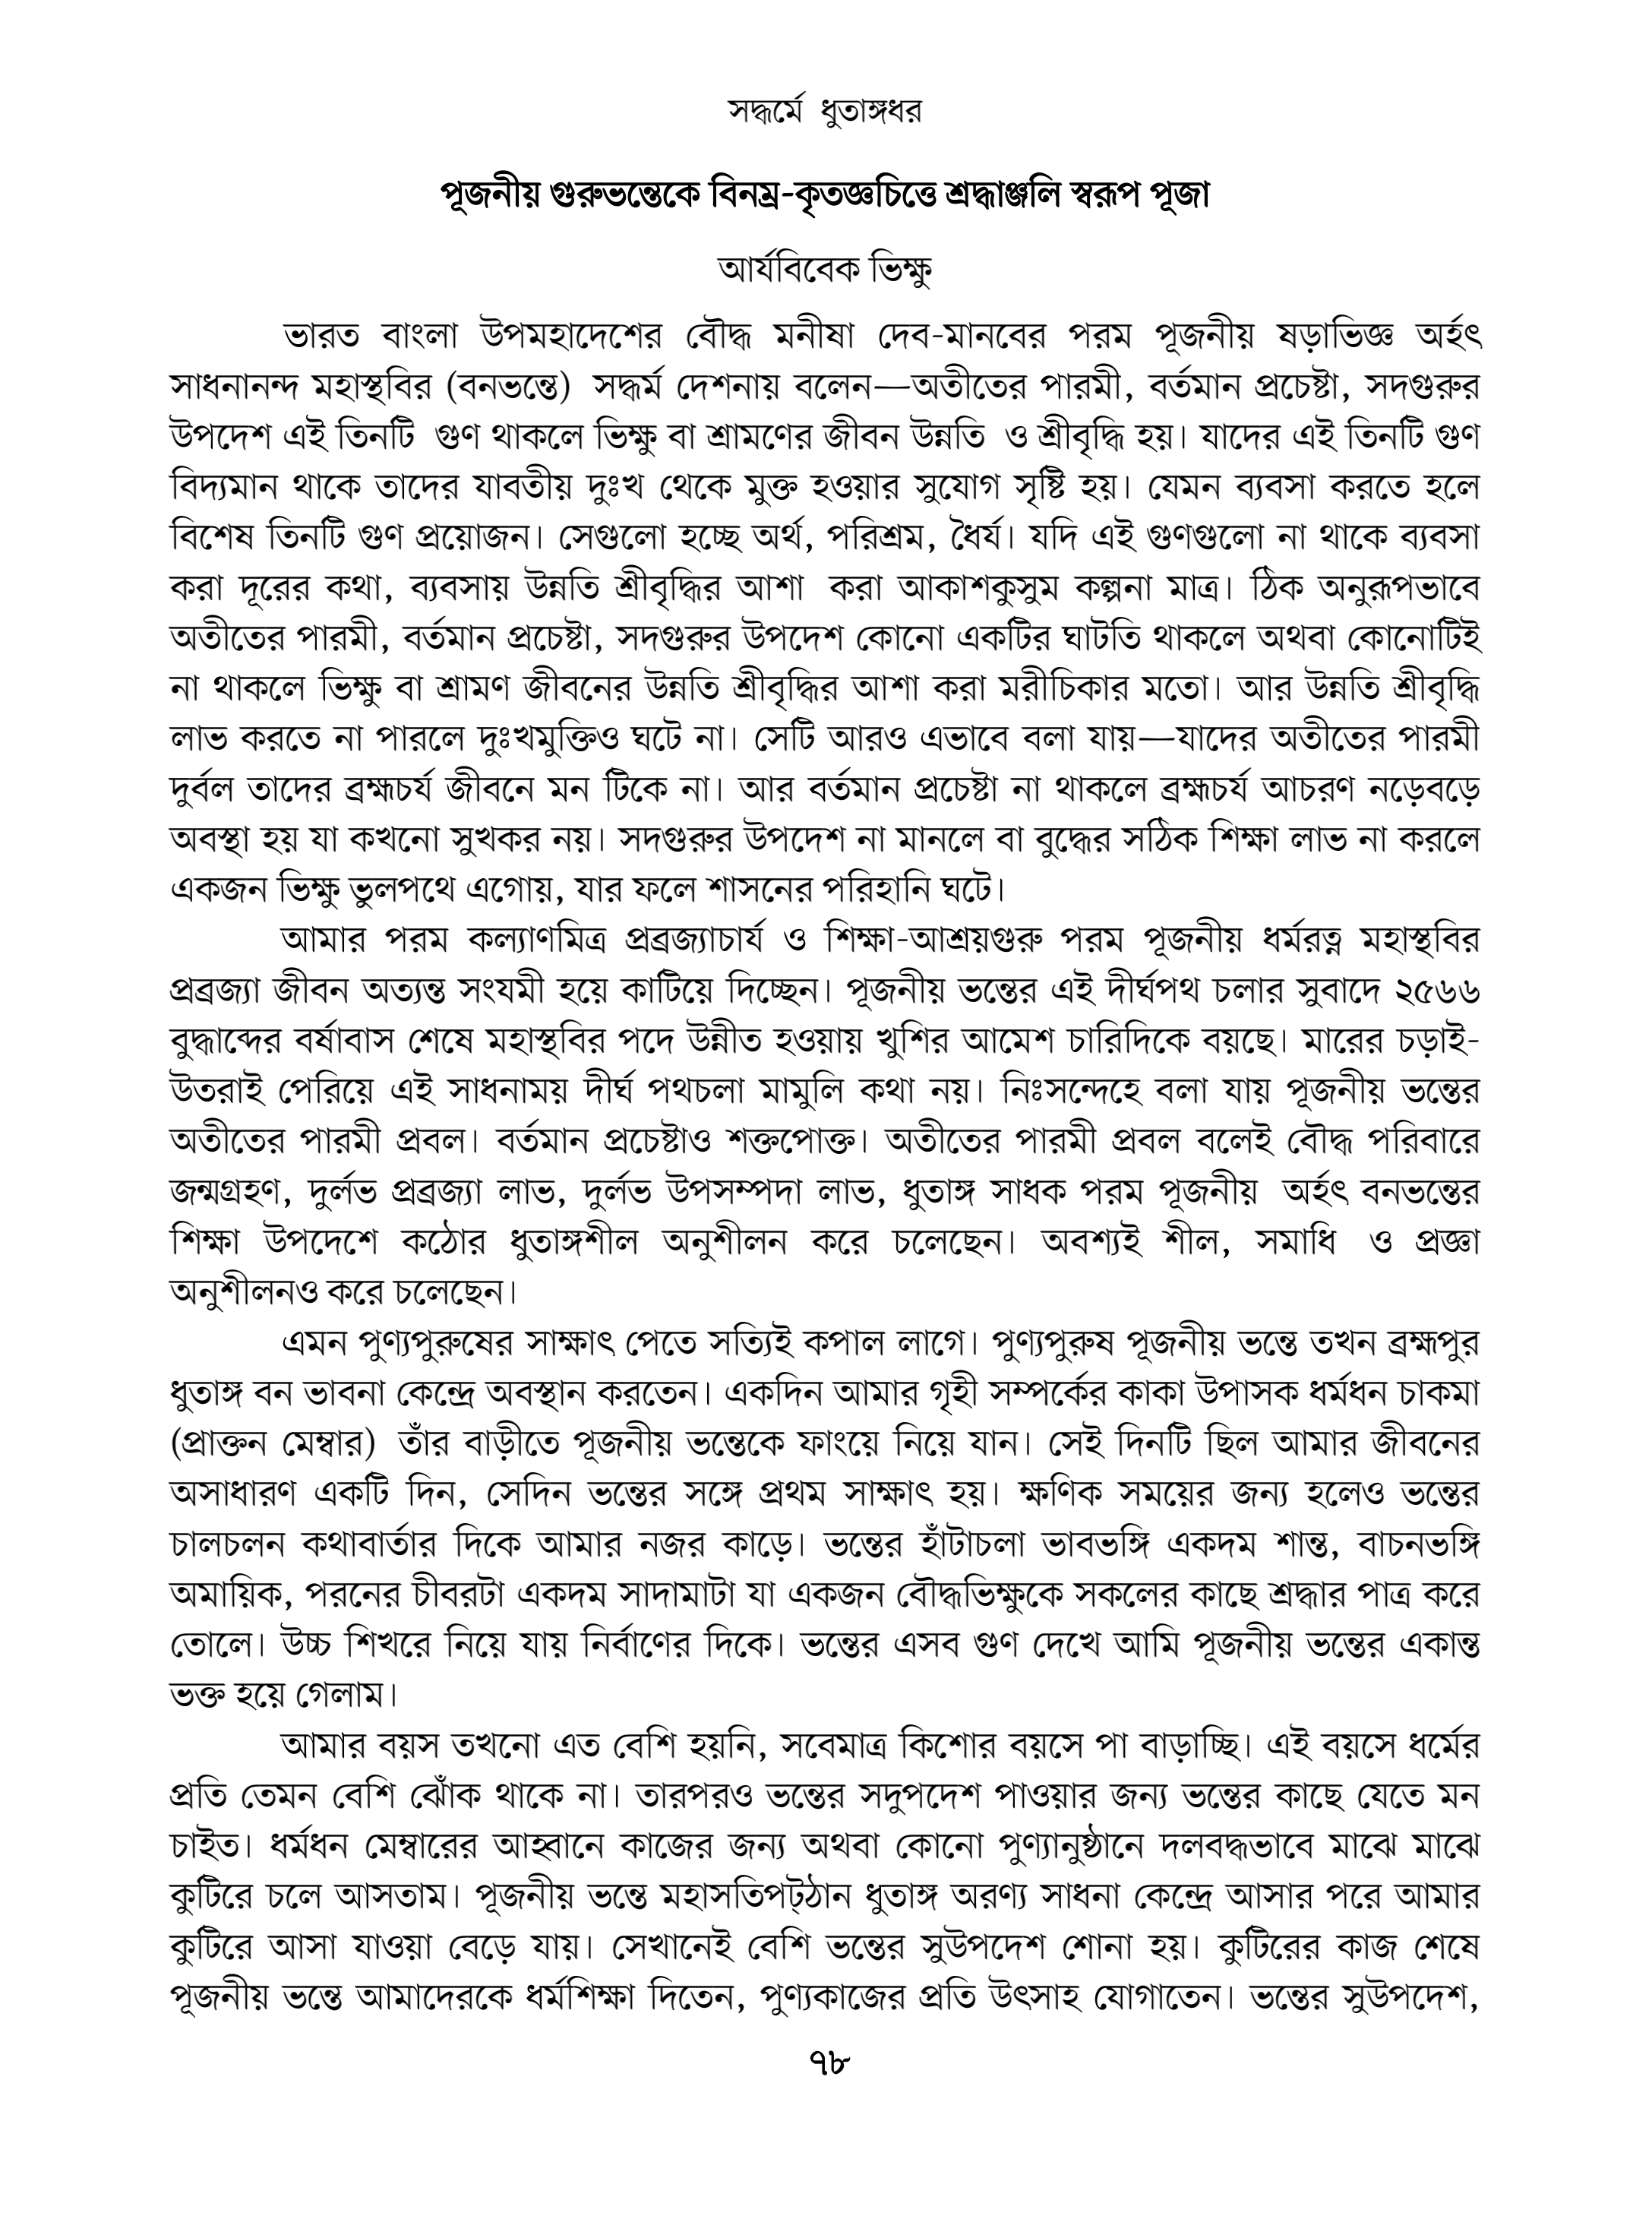 সদ্ধর্মে ধুতাঙ্গধর
পূজনীয় গুরুভন্তেকে বিনম্র-কৃতজ্ঞচিত্তে শ্রদ্ধাঞ্জলি স্বরূপ পূজা
আর্যবিবেক ভিক্ষু
ভারত বাংলা উপমহাদেশের বৌদ্ধ মনীষা দেব-মানবের পরম পূজনীয় ষড়াভিজ্ঞ অর্হৎ
সাধনানন্দ মহাস্থবির (বনভন্তে) সদ্ধর্ম দেশনায় বলেন—অতীতের পারমী, বর্তমান প্রচেষ্টা, সদগুরুর
উপদেশ এই তিনটি গুণ থাকলে ভিক্ষু বা শ্রামণের জীবন উন্নতি ও শ্রীবৃদ্ধি হয়। যাদের এই তিনটি গুণ
বিদ্যমান থাকে তাদের যাবতীয় দুঃখ থেকে মুক্ত হওয়ার সুযোগ সৃষ্টি হয়। যেমন ব্যবসা করতে হলে
বিশেষ তিনটি গুণ প্রয়োজন। সেগুলো হচ্ছে অর্থ, পরিশ্রম, ধৈর্য। যদি এই গুণগুলো না থাকে ব্যবসা
করা দূরের কথা, ব্যবসায় উন্নতি শ্রীবৃদ্ধির আশা করা আকাশকুসুম কল্পনা মাত্র। ঠিক অনুরূপভাবে
অতীতের পারমী, বর্তমান প্রচেষ্টা, সদগুরুর উপদেশ কোনো একটির ঘাটতি থাকলে অথবা কোনোটিই
না থাকলে ভিক্ষু বা শ্রামণ জীবনের উন্নতি শ্রীবৃদ্ধির আশা করা মরীচিকার মতো। আর উন্নতি শ্রীবৃদ্ধি
লাভ করতে না পারলে দুঃখমুক্তিও ঘটে না। সেটি আরও এভাবে বলা যায়—যাদের অতীতের পারমী
দুর্বল তাদের ব্রহ্মচর্য জীবনে মন টিকে না। আর বর্তমান প্রচেষ্টা না থাকলে ব্রহ্মচর্য আচরণ নড়েবড়ে
অবস্থা হয় যা কখনো সুখকর নয়। সদগুরুর উপদেশ না মানলে বা বুদ্ধের সঠিক শিক্ষা লাভ না করলে
একজন ভিক্ষু ভুলপথে এগোয়, যার ফলে শাসনের পরিহানি ঘটে।
আমার পরম কল্যাণমিত্র প্রব্রজ্যাচার্য ও শিক্ষা-আশ্রয়গুরু পরম পূজনীয় ধর্মরত্ন মহাস্থবির
প্রব্রজ্যা জীবন অত্যন্ত সংযমী হয়ে কাটিয়ে দিচ্ছেন। পূজনীয় ভন্তের এই দীর্ঘপথ চলার সুবাদে ২৫৬৬
বুদ্ধাব্দের বর্ষাবাস শেষে মহাস্থবির পদে উন্নীত হওয়ায় খুশির আমেশ চারিদিকে বয়ছে। মারের চড়াই-
উতরাই পেরিয়ে এই সাধনাময় দীর্ঘ পথচলা মামুলি কথা নয়। নিঃসন্দেহে বলা যায় পূজনীয় ভন্তের
অতীতের পারমী প্রবল। বর্তমান প্রচেষ্টাও শক্তপোক্ত। অতীতের পারমী প্রবল বলেই বৌদ্ধ পরিবারে
জন্মগ্রহণ, দুর্লভ প্রব্রজ্যা লাভ, দুর্লভ উপসম্পদা লাভ, ধুতাঙ্গ সাধক পরম পূজনীয় অর্হৎ বনভন্তের
শিক্ষা উপদেশে কঠোর ধুতাঙ্গশীল অনুশীলন করে চলেছেন। অবশ্যই শীল, সমাধি ও প্রজ্ঞা
অনুশীলনও করে চলেছেন।
এমন পুণ্যপুরুষের সাক্ষাৎ পেতে সত্যিই কপাল লাগে। পুণ্যপুরুষ পূজনীয় ভন্তে তখন ব্রহ্মপুর
ধুতাঙ্গ বন ভাবনা কেন্দ্রে অবস্থান করতেন। একদিন আমার গৃহী সম্পর্কের কাকা উপাসক ধর্মধন চাকমা
(প্রাক্তন মেম্বার) তাঁর বাড়ীতে পূজনীয় ভন্তেকে ফাংয়ে নিয়ে যান। সেই দিনটি ছিল আমার জীবনের
অসাধারণ একটি দিন, সেদিন ভন্তের সঙ্গে প্রথম সাক্ষাৎ হয়। ক্ষণিক সময়ের জন্য হলেও ভন্তের
চালচলন কথাবার্তার দিকে আমার নজর কাড়ে। ভন্তের হাঁটাচলা ভাবভঙ্গি একদম শান্ত, বাচনভঙ্গি
অমায়িক, পরনের চীবরটা একদম সাদামাটা যা একজন বৌদ্ধভিক্ষুকে সকলের কাছে শ্রদ্ধার পাত্র করে
তোলে। উচ্চ শিখরে নিয়ে যায় নির্বাণের দিকে। ভন্তের এসব গুণ দেখে আমি পূজনীয় ভন্তের একান্ত
ভক্ত হয়ে গেলাম।
আমার বয়স তখনো এত বেশি হয়নি, সবেমাত্র কিশোর বয়সে পা বাড়াচ্ছি। এই বয়সে ধর্মের
প্রতি তেমন বেশি ঝোঁক থাকে না। তারপরও ভন্তের সদুপদেশ পাওয়ার জন্য ভন্তের কাছে যেতে মন
চাইত। ধর্মধন মেম্বারের আহ্বানে কাজের জন্য অথবা কোনো পুণ্যানুষ্ঠানে দলবদ্ধভাবে মাঝে মাঝে
কুটিরে চলে আসতাম। পূজনীয় ভন্তে মহাসতিপট্‌ঠান ধুতাঙ্গ অরণ্য সাধনা কেন্দ্রে আসার পরে আমার
কুটিরে আসা যাওয়া বেড়ে যায়। সেখানেই বেশি ভন্তের সুউপদেশ শোনা হয়। কুটিরের কাজ শেষে
পূজনীয় ভন্তে আমাদেরকে ধর্মশিক্ষা দিতেন, পুণ্যকাজের প্রতি উৎসাহ যোগাতেন। ভন্তের সুউপদেশ,
৭৮